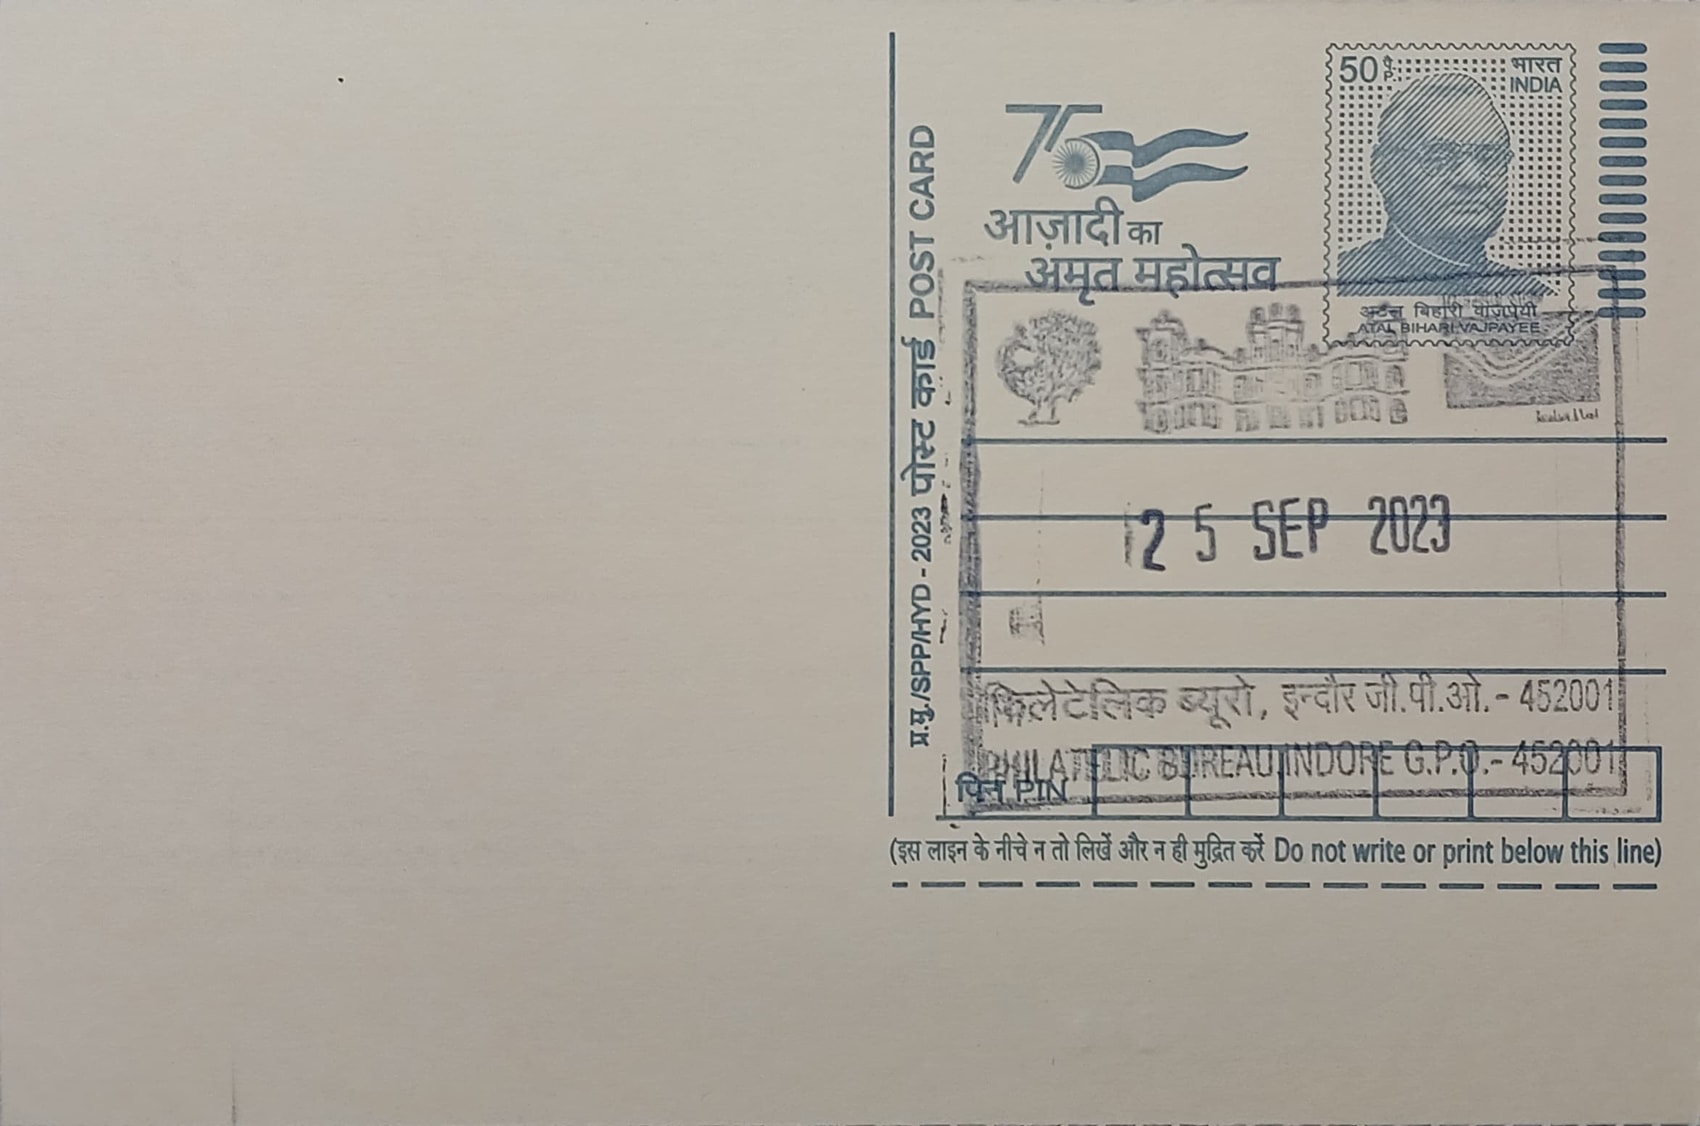 प्र.मु./SPP/HYD - 2023 पोस्ट कार्ड POST CARD
75
आज़ादी का
अमृत महोत्सव
50 पै. P.
भारत
INDIA
अटल बिहारी वाजपेयी
ATAL BIHARI VAJPAYEE
25 SEP 2023
फिलेटेलिक ब्यूरो, इन्दौर जी.पी.ओ. - 452001
PHILATELIC BUREAU, INDORE G.P.O. - 452001
पिन PIN
(इस लाइन के नीचे न तो लिखें और न ही मुद्रित करें Do not write or print below this line)